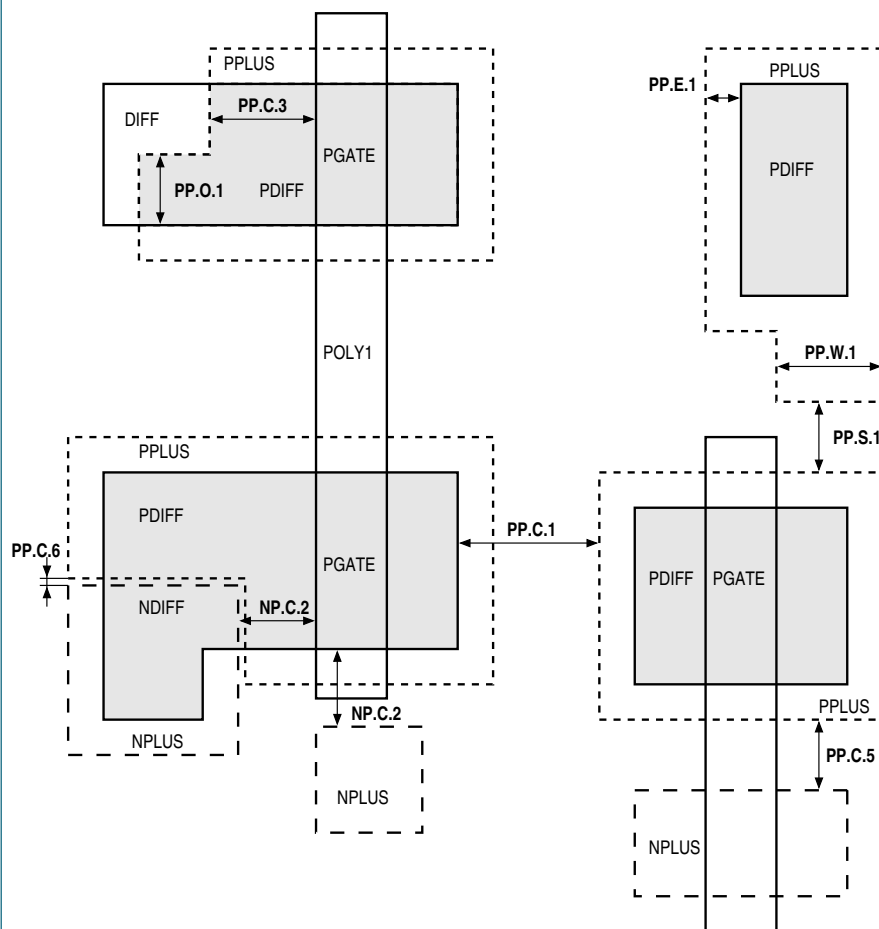 PPLUS
PPLUS
PP.E.1
PP.C.3
DIFF
PGATE
PDIFF
PP.O.1
PDIFF
POLY1
PP.W.1
PP.S.1
PPLUS
PDIFF
PP.C.1
PP.C.6
PGATE
PDIFF
PGATE
NDIFF
NP.C.2
PPLUS
NP.C.2
NPLUS
PP.C.5
NPLUS
NPLUS